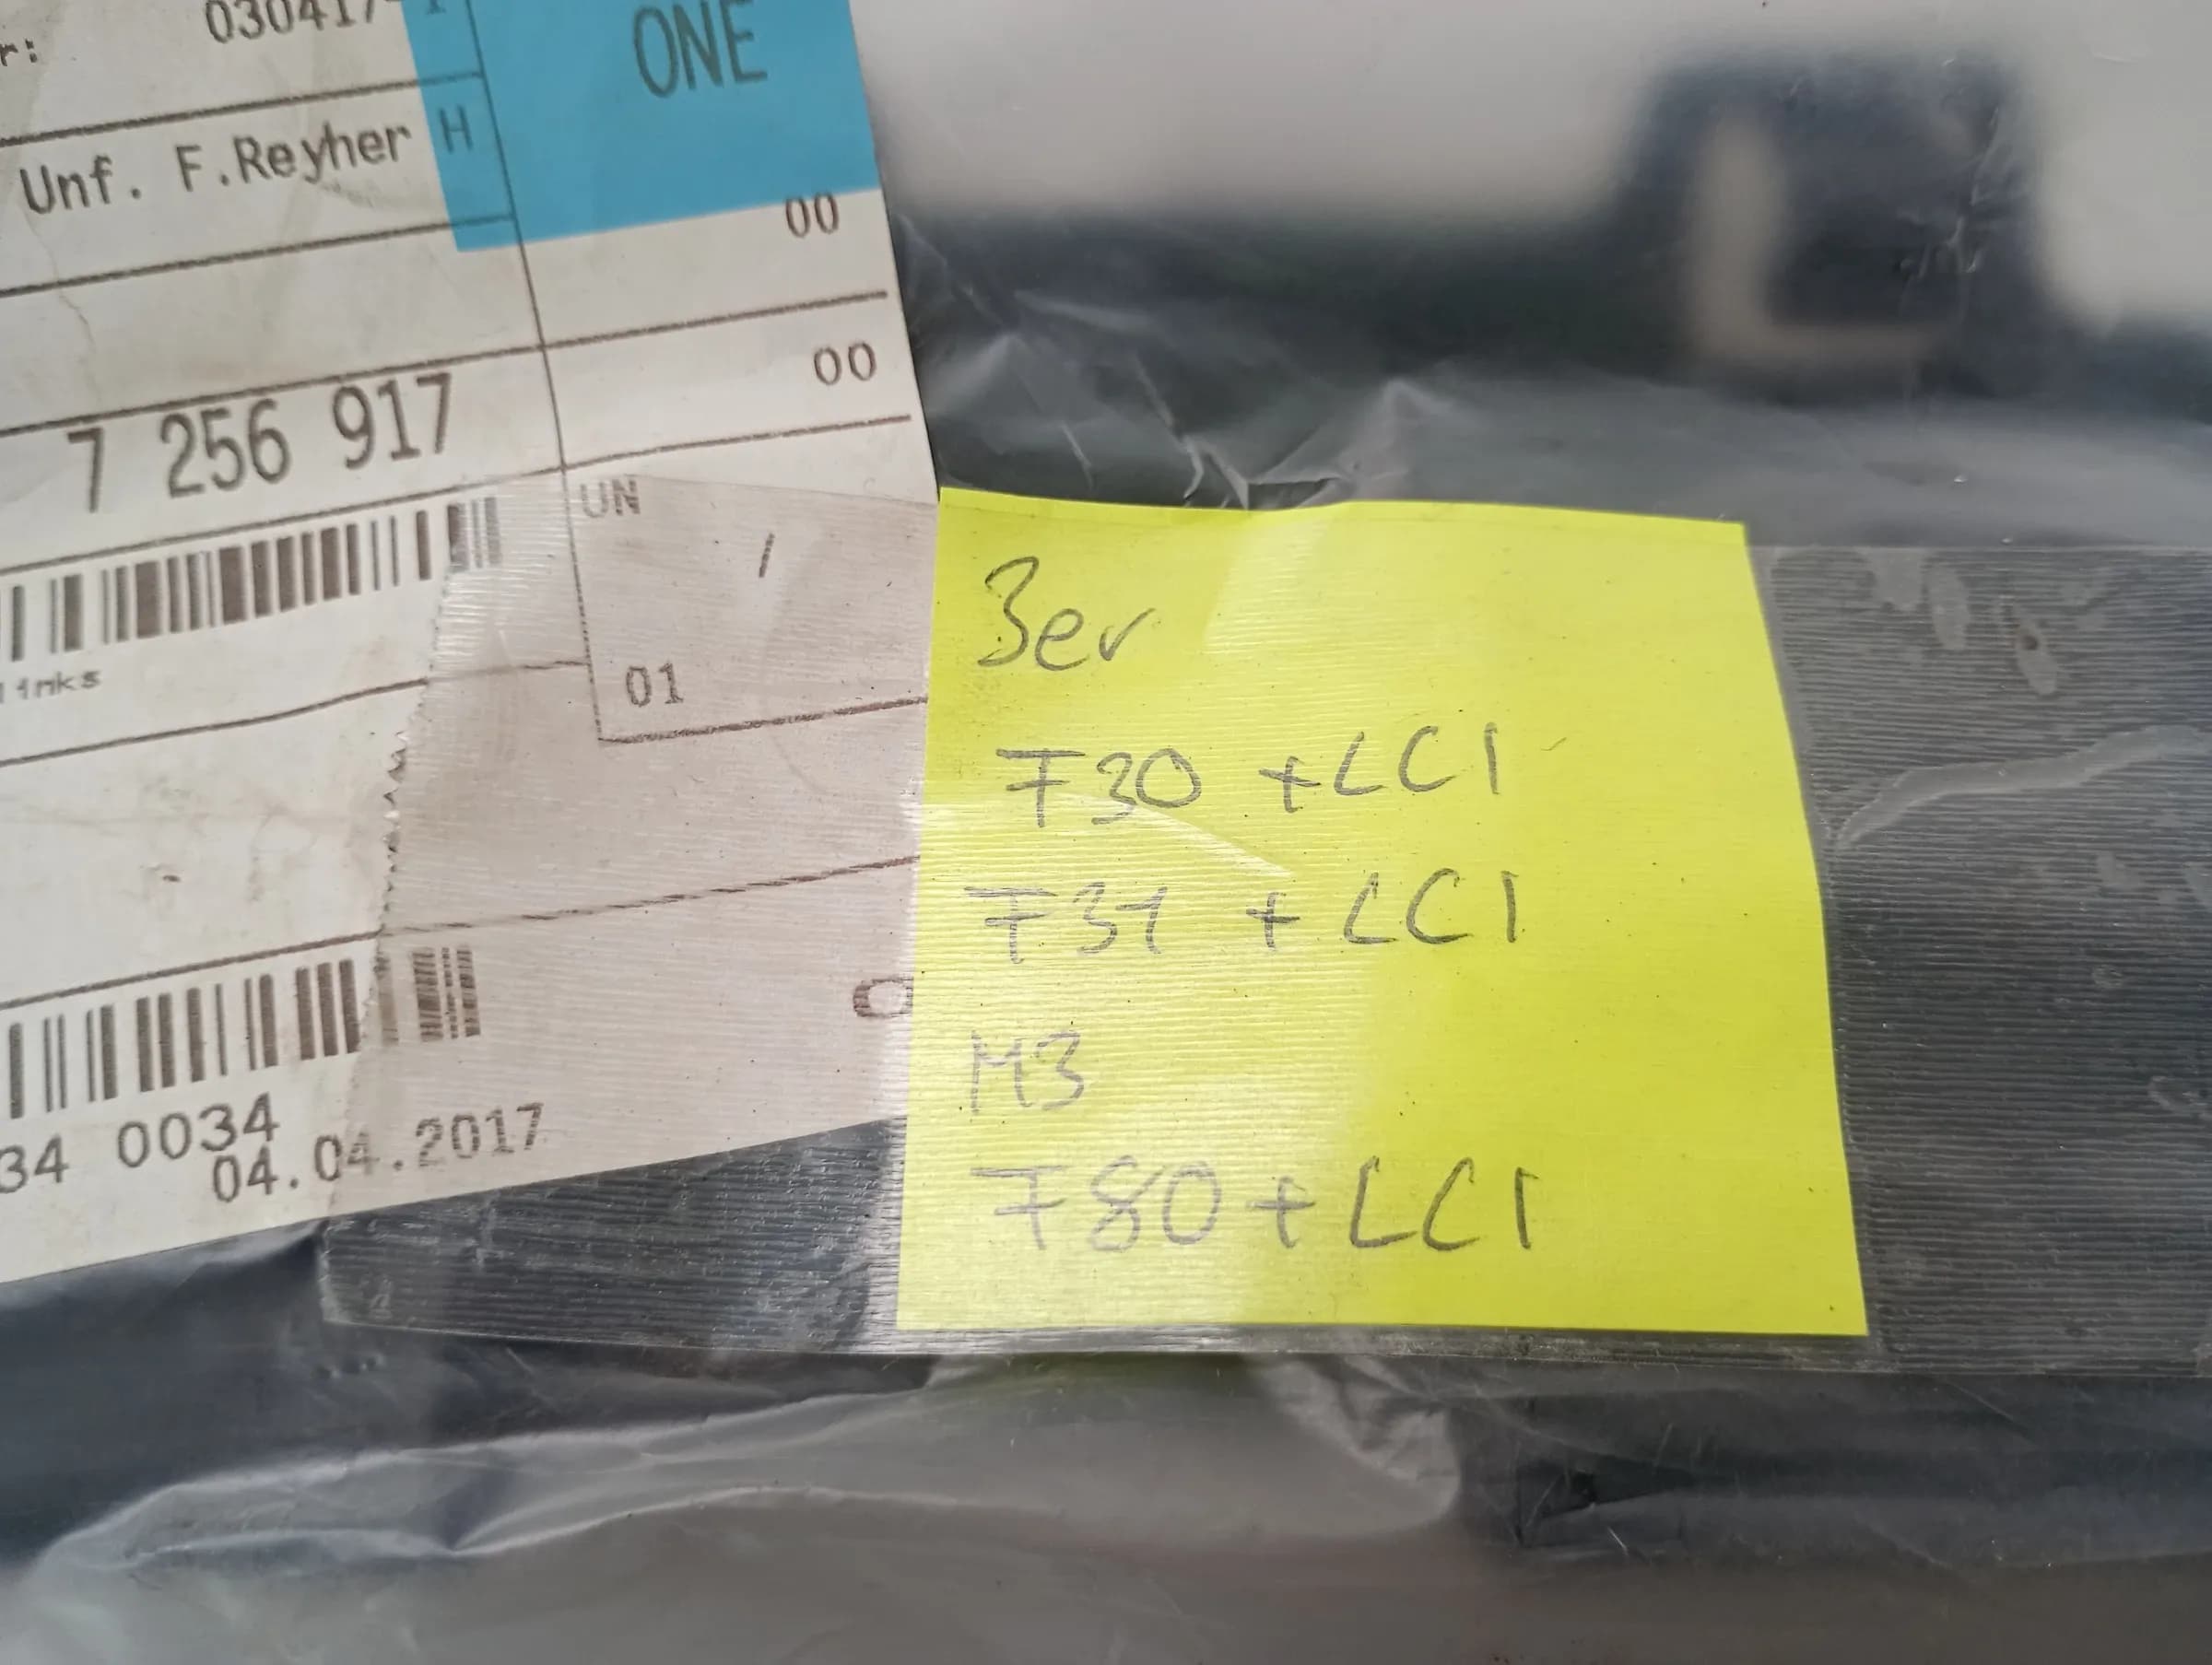 030417
r:
ONE
Unf. F.Reyher H
00
00
7 256 917
UN
01
links
34 0034
04.04.2017
3er
F30 +LCI
F31 + LCI
M3
F80 + LCI